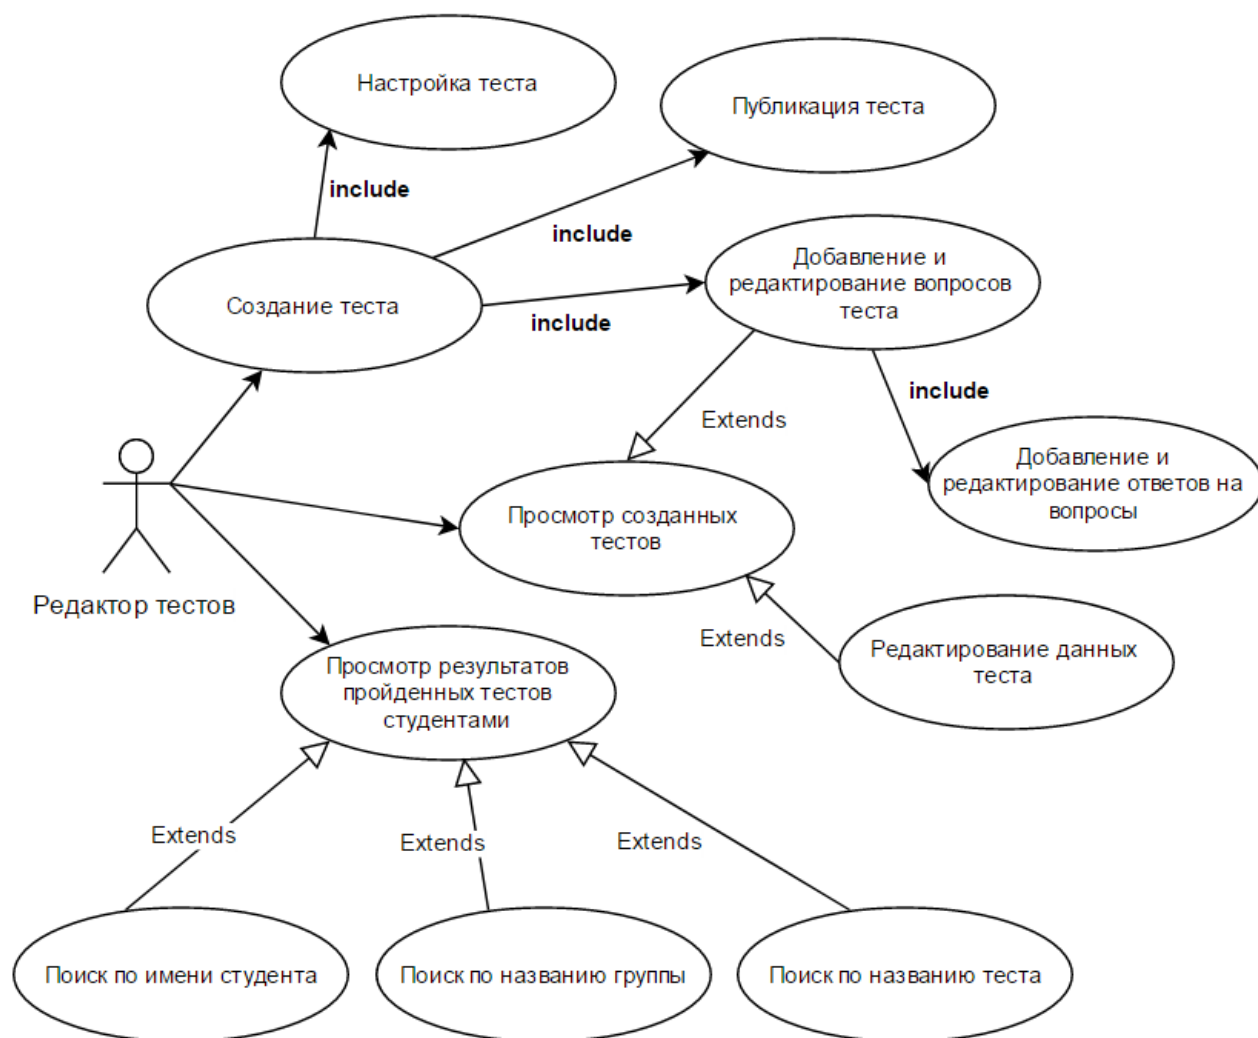 Настройка теста
Публикация теста
include
include
Добавление и
редактирование вопросов
теста
Создание теста
include
include
Extends
Добавление и
редактирование ответов на
вопросы
Просмотр созданных
тестов
Редактор тестов
Extends
Редактирование данных
теста
Просмотр результатов
пройденных тестов
студентами
Extends
Extends
Extends
Поиск по имени студента
Поиск по названию группы
Поиск по названию теста